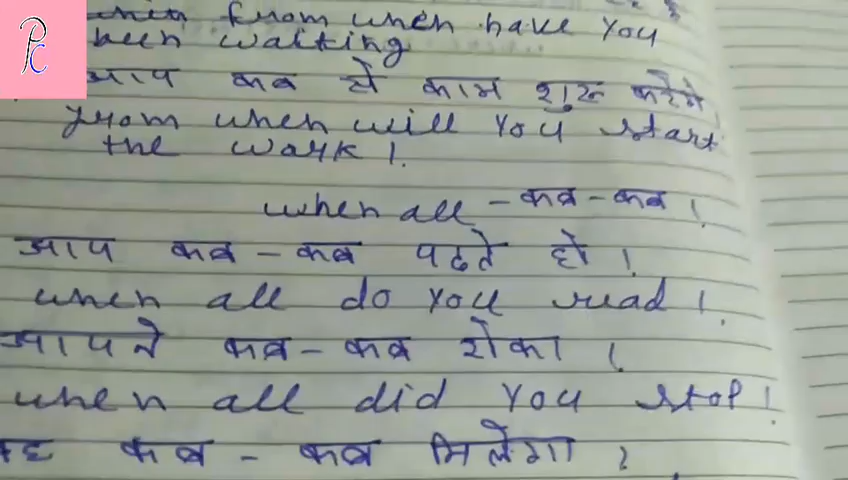 PC
from when have you
been waiting
आप कब से काम शुरू करेंगे
from when will you start
the work |.
when all - कब - कब |
आप कब - कब पढते हो |
when all do you read |.
आपने कब - कब रोका |
when all did you stop |
वह कब - कब मिलेगा ?